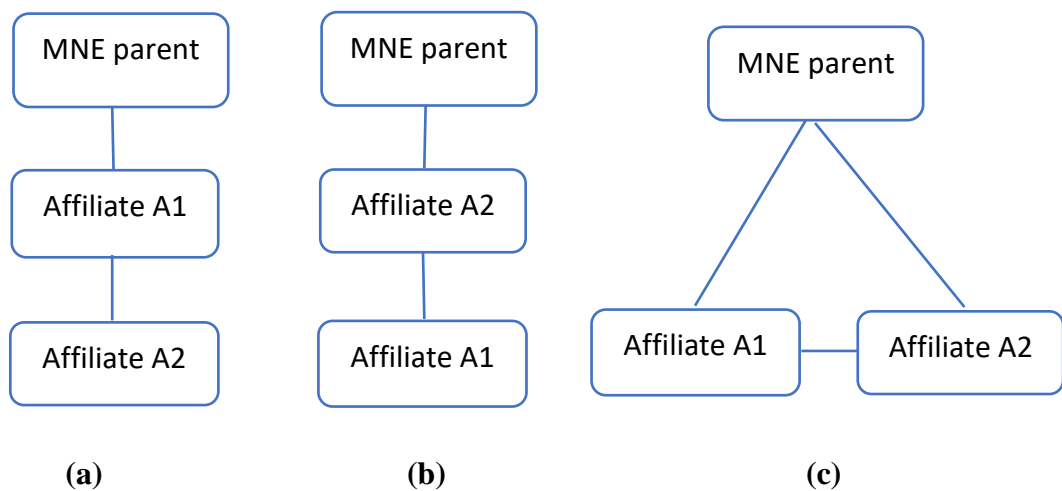 MNE parent
Affiliate A1
Affiliate A2
(a)
MNE parent
Affiliate A2
Affiliate A1
(b)
MNE parent
Affiliate A1
Affiliate A2
(c)